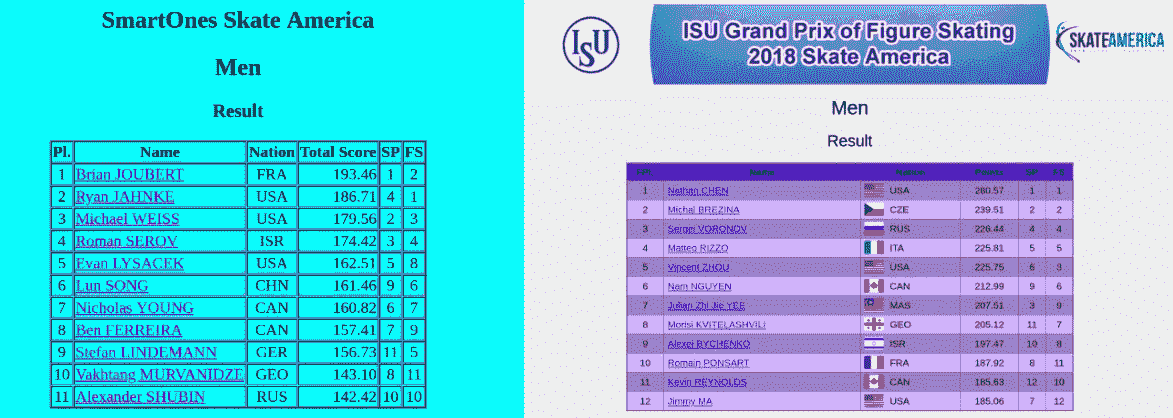 SmartOnes Skate America
Men
Result
Pl. Name Nation Total Score SP FS
1 Brian JOUBERT FRA 193.46 1 2
2 Ryan JAHNKE USA 186.71 4 1
3 Michael WEISS USA 179.56 2 3
4 Roman SEROV ISR 174.42 3 4
5 Evan LYSACEK USA 162.51 5 8
6 Lun SONG CHN 161.46 9 6
7 Nicholas YOUNG CAN 160.82 6 7
8 Ben FERREIRA CAN 157.41 7 9
9 Stefan LINDEMANN GER 156.73 11 5
10 Vakhtang MURVANIDZE GEO 143.10 8 11
11 Alexander SHUBIN RUS 142.42 10 10
ISU
ISU Grand Prix of Figure Skating
2018 Skate America
SKATEAMERICA
Men
Result
Name Nation Points SP FS
1 Nathan CHEN USA 280.57 1 1
2 Michal BREZINA CZE 239.51 2 2
3 Sergei VORONOV RUS 226.44 4 4
4 Matteo RIZZO ITA 225.81 5 5
5 Vincent ZHOU USA 225.75 6 3
6 Nam NGUYEN CAN 212.99 9 6
7 Julian Zhi Jie YEE MAS 207.51 3 9
8 Morisi KVITELASHVILI GEO 205.12 11 7
9 Alexei BYCHENKO ISR 197.47 10 8
10 Romain PONSART FRA 187.92 8 11
11 Kevin REYNOLDS CAN 185.63 12 10
12 Jimmy MA USA 185.06 7 12